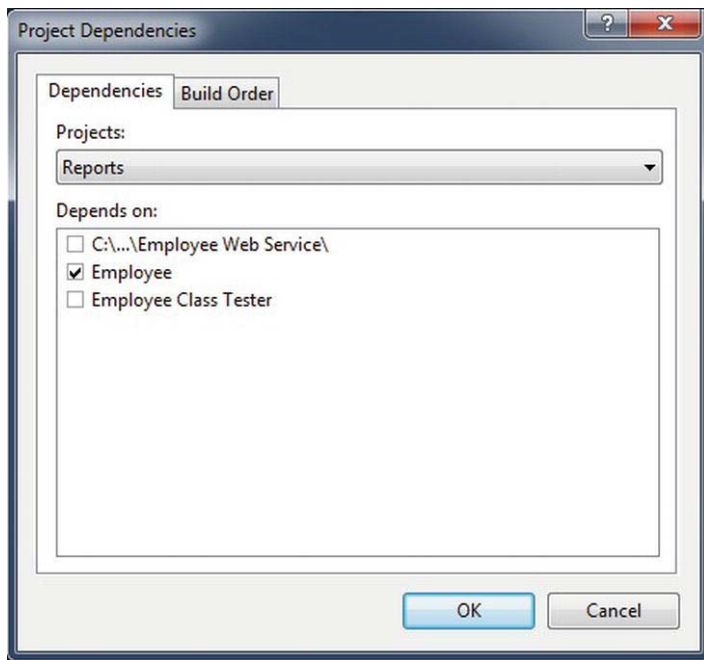 Project Dependencies
?
Dependencies
Build Order
Projects:
Reports
Depends on:
C:\...\Employee Web Service\
Employee
Employee Class Tester
OK
Cancel